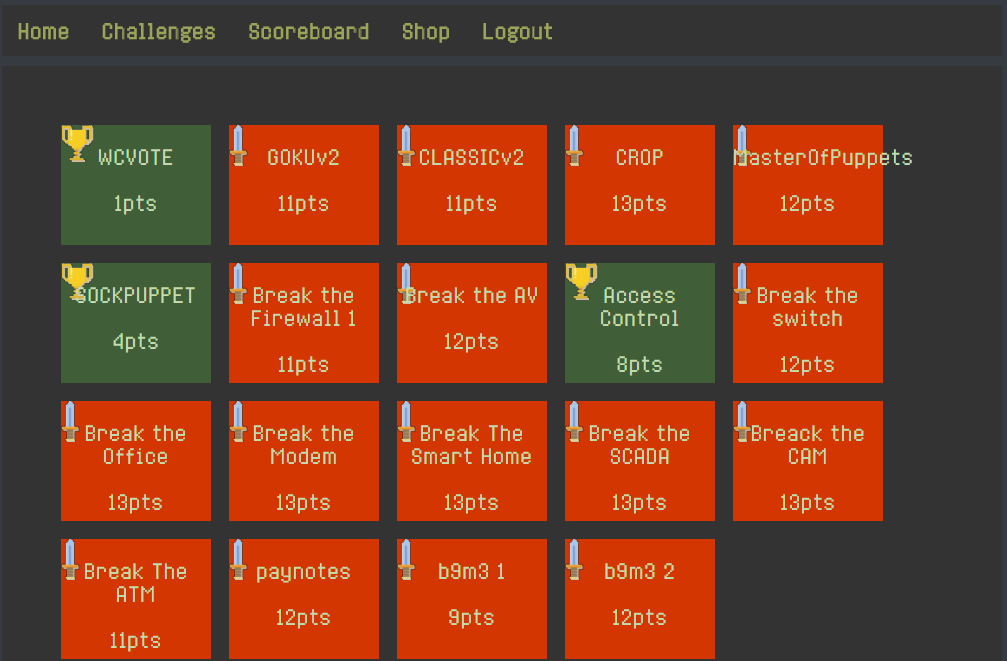 Home Challenges Scoreboard Shop Logout
WCVOTE
1pts
GOKUv2
11pts
CLASSICv2
11pts
CROP
13pts
MasterOfPuppets
12pts
SOCKPUPPET
4pts
Break the
Firewall 1
11pts
Break the AV
12pts
Access
Control
8pts
Break the
switch
12pts
Break the
Office
13pts
Break the
Modem
13pts
Break The
Smart Home
13pts
Break the
SCADA
13pts
Breack the
CAM
13pts
Break The
ATM
11pts
paynotes
12pts
b9m3 1
9pts
b9m3 2
12pts